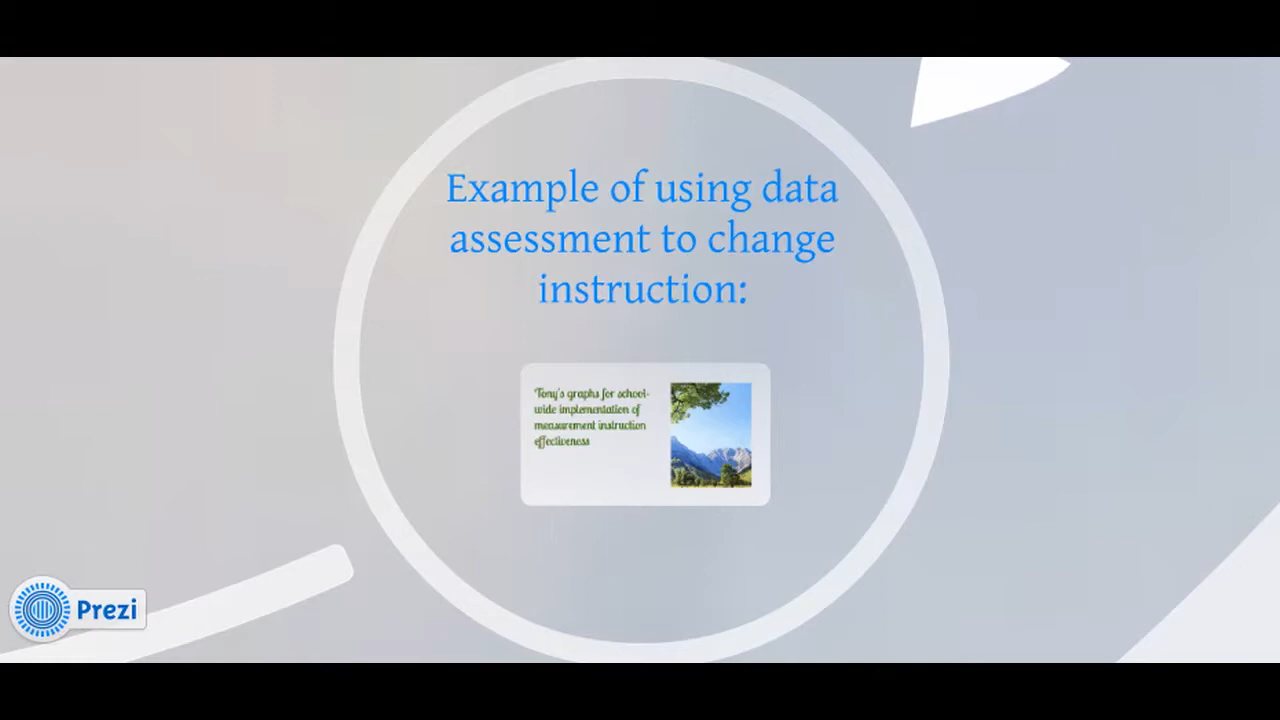 Example of using data
assessment to change
instruction:
Tony's graphs for school-
wide implementation of
measurement instruction
effectiveness
Prezi